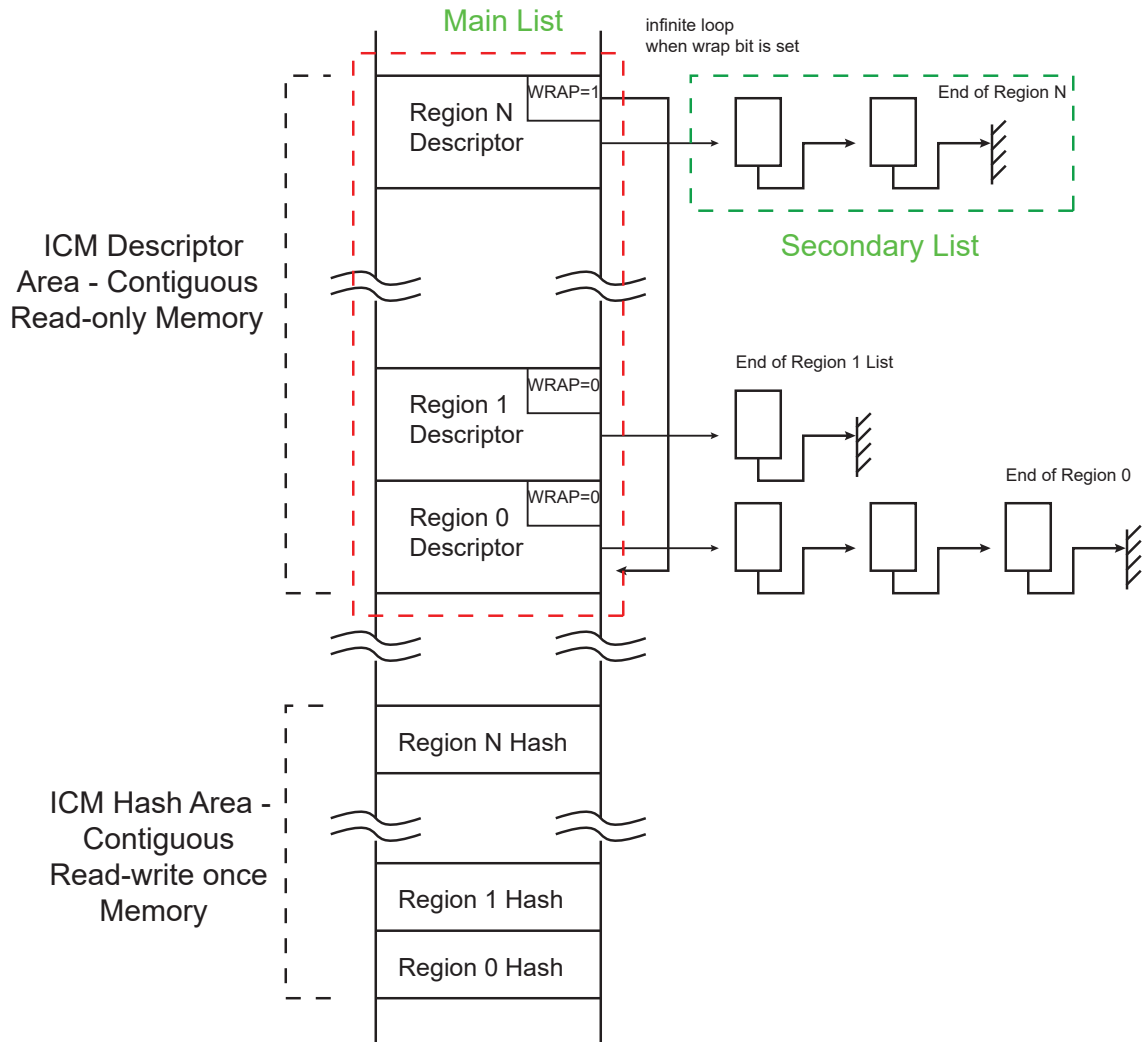 Main List
infinite loop
when wrap bit is set
WRAP=1
End of Region N
Region N
Descriptor
Secondary List
ICM Descriptor
Area - Contiguous
Read-only Memory
End of Region 1 List
WRAP=0
Region 1
Descriptor
End of Region 0
WRAP=0
Region 0
Descriptor
Region N Hash
ICM Hash Area -
Contiguous
Read-write once
Memory
Region 1 Hash
Region 0 Hash